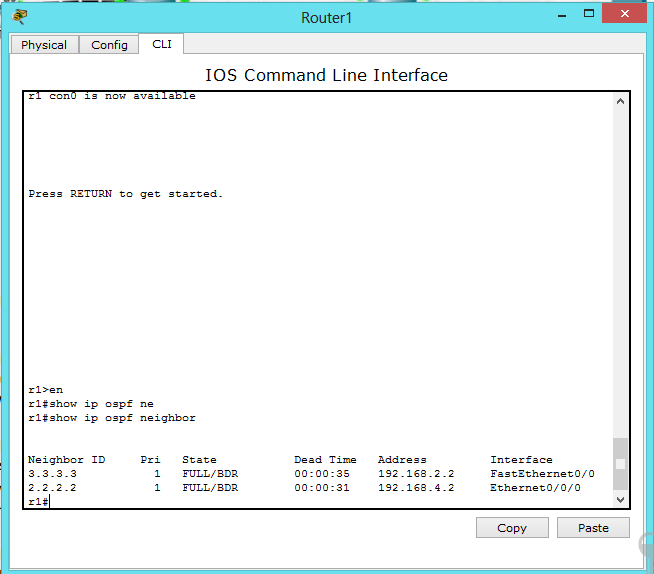 Router1
Physical Config CLI
IOS Command Line Interface
r1 con0 is now available
Press RETURN to get started.
r1>en
r1#show ip ospf ne
r1#show ip ospf neighbor
Neighbor ID Pri State Dead Time Address Interface
3.3.3.3 1 FULL/BDR 00:00:35 192.168.2.2 FastEthernet0/0
2.2.2.2 1 FULL/BDR 00:00:31 192.168.4.2 Ethernet0/0/0
r1#
Copy Paste